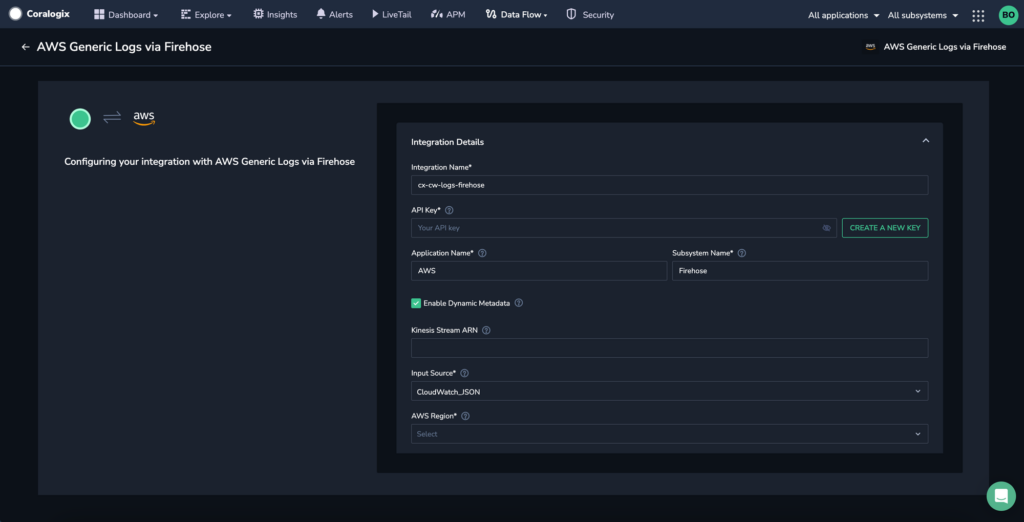 Coralogix Dashboard Explore Insights Alerts LiveTail APM Data Flow Security All applications All subsystems BO
AWS Generic Logs via Firehose aws AWS Generic Logs via Firehose
aws
Configuring your integration with AWS Generic Logs via Firehose
Integration Details
Integration Name*
cx-cw-logs-firehose
API Key*
Your API key CREATE A NEW KEY
Application Name* Subsystem Name*
AWS Firehose
Enable Dynamic Metadata
Kinesis Stream ARN
Input Source*
CloudWatch_JSON
AWS Region*
Select